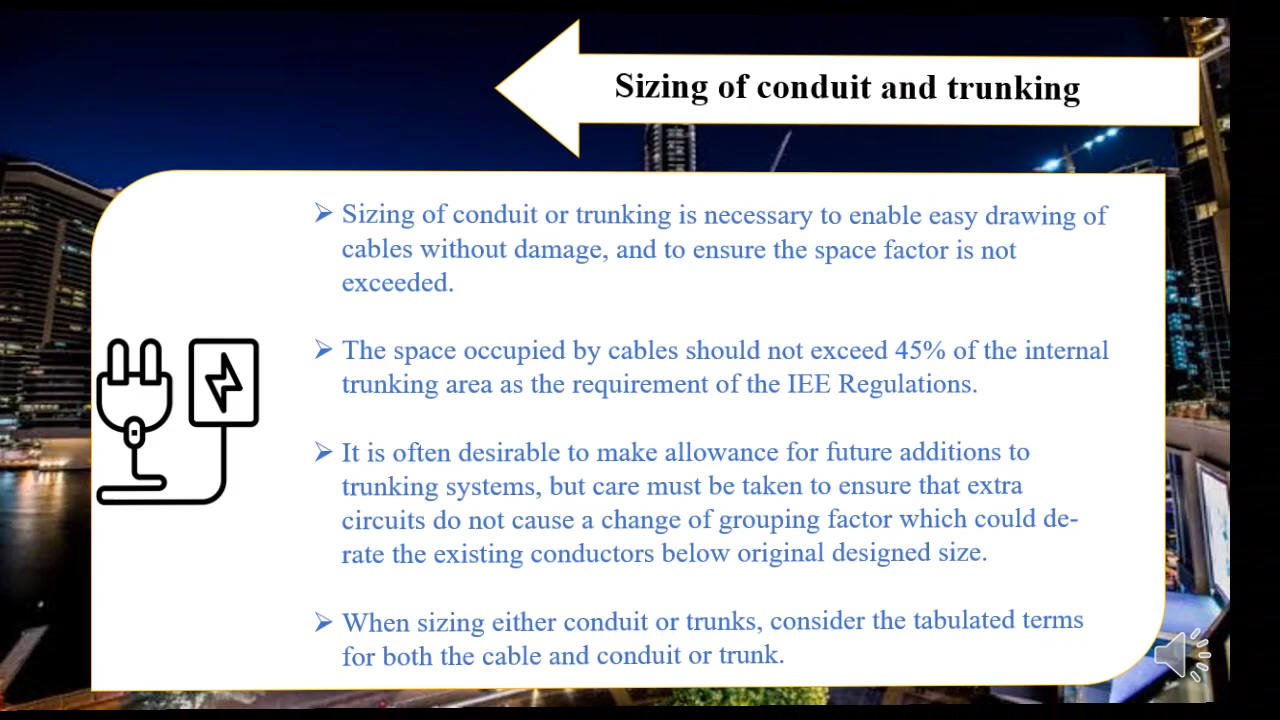 Sizing of conduit and trunking
Sizing of conduit or trunking is necessary to enable easy drawing of
cables without damage, and to ensure the space factor is not
exceeded.
The space occupied by cables should not exceed 45% of the internal
trunking area as the requirement of the IEE Regulations.
It is often desirable to make allowance for future additions to
trunking systems, but care must be taken to ensure that extra
circuits do not cause a change of grouping factor which could de-
rate the existing conductors below original designed size.
When sizing either conduit or trunks, consider the tabulated terms
for both the cable and conduit or trunk.